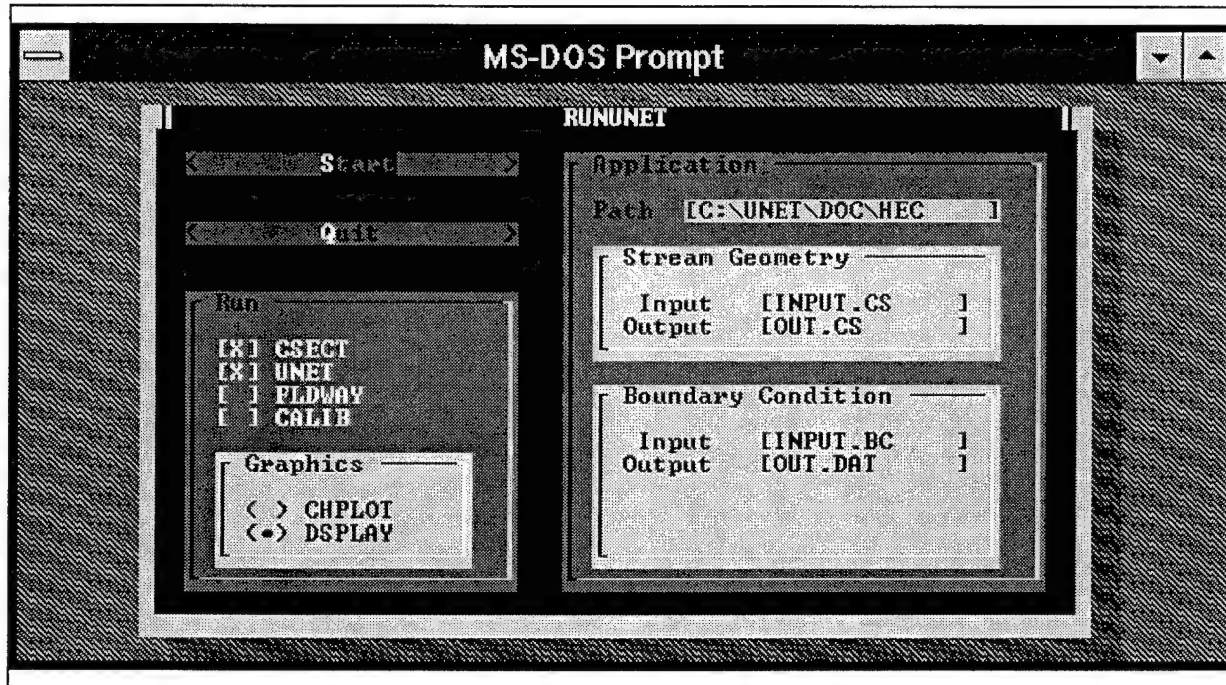 MS-DOS Prompt
RUNUNET
< Start >
< Quit >
Run
[X] CSECT
[X] UNET
[ ] FLDWAY
[ ] CALIB
Graphics
< > CHPLOT
<•> DSPLAY
Application
Path [C:\UNET\DOC\HEC ]
Stream Geometry
Input [INPUT.CS ]
Output [OUT.CS ]
Boundary Condition
Input [INPUT.BC ]
Output [OUT.DAT ]